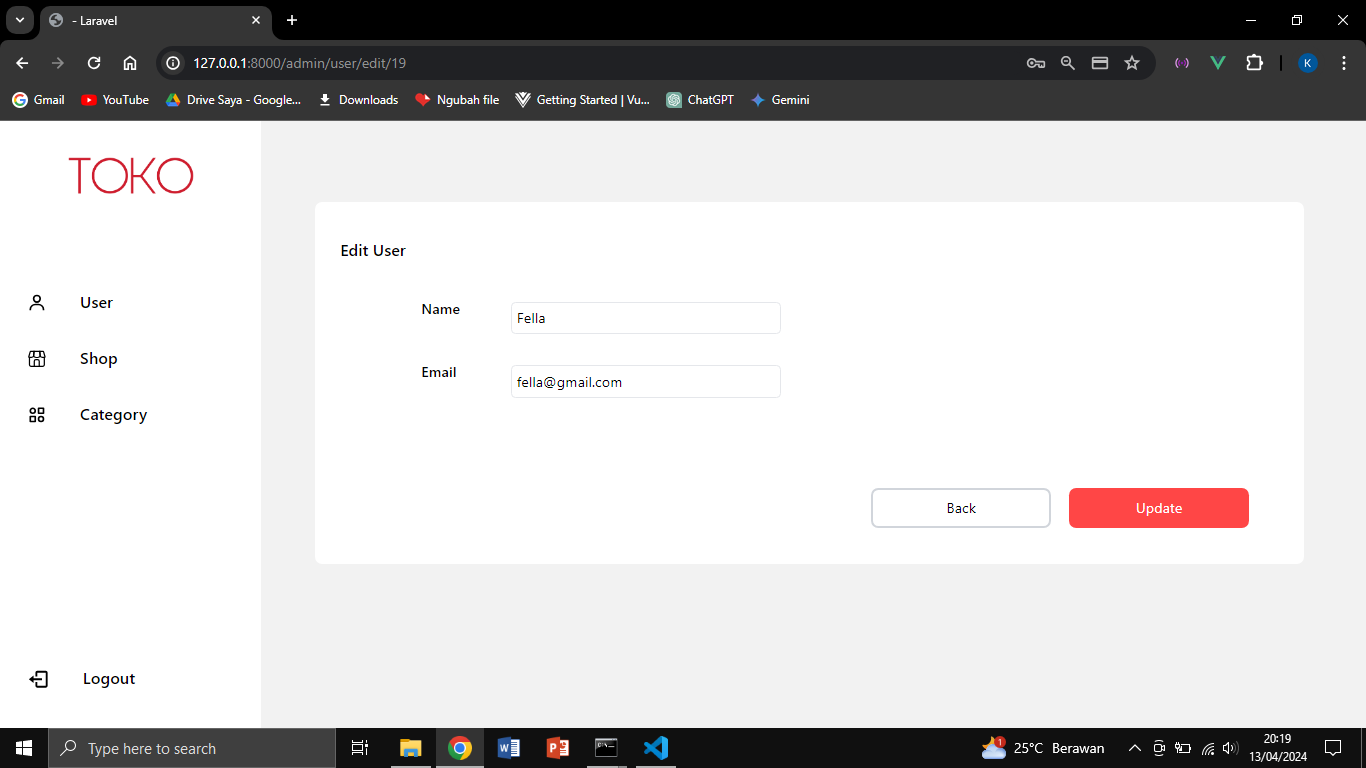 - Laravel
127.0.0.1:8000/admin/user/edit/19
K
Gmail
YouTube
Drive Saya - Google...
Downloads
Ngubah file
Getting Started | Vu...
ChatGPT
Gemini
TOKO
User
Shop
Category
Logout
Edit User
Name
Fella
Email
fella@gmail.com
Back
Update
Type here to search
1
25°C Berawan
20:19
13/04/2024